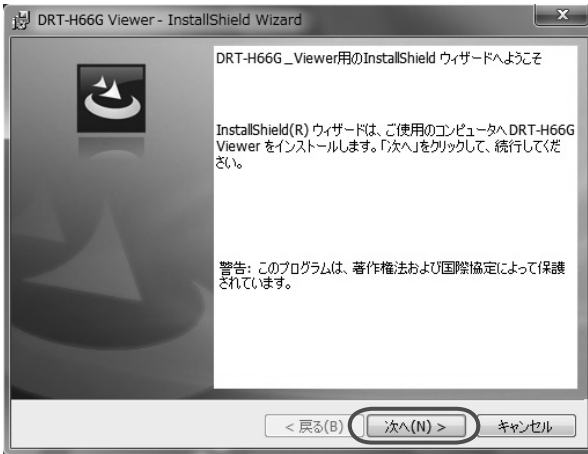 DRT-H66G Viewer - InstallShield Wizard
x
DRT-H66G_Viewer用のInstallShield ウィザードへようこそ
InstallShield(R) ウィザードは、ご使用のコンピュータへ DRT-H66G
Viewer をインストールします。「次へ」をクリックして、続行してくだ
さい。
警告: このプログラムは、著作権法および国際協定によって保護
されています。
< 戻る(B)
次へ(N) >
キャンセル